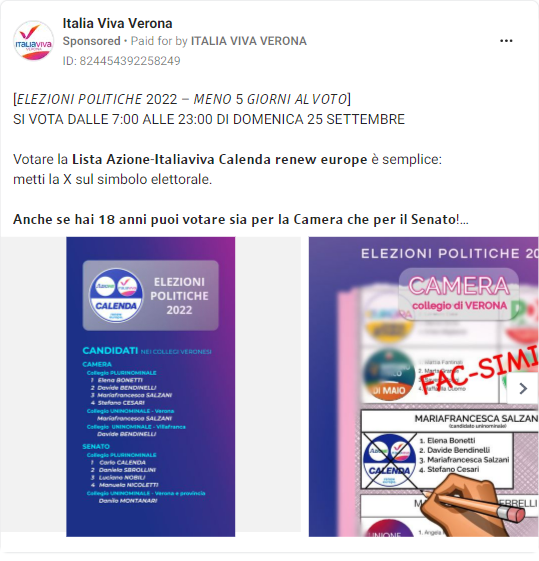 Italia Viva Verona
Sponsored • Paid for by ITALIA VIVA VERONA
ID: 824454392258249
[ELEZIONI POLITICHE 2022 – MENO 5 GIORNI AL VOTO]
SI VOTA DALLE 7:00 ALLE 23:00 DI DOMENICA 25 SETTEMBRE
Votare la Lista Azione-Italiaviva Calenda renew europe è semplice:
metti la X sul simbolo elettorale.
Anche se hai 18 anni puoi votare sia per la Camera che per il Senato!...
ITALIAVIVA
CALENDA
ELEZIONI
POLITICHE
2022
CANDIDATI NEI COLLEGI VERONESI
CAMERA
Collegio PLURINOMINALE
1 Elena BONETTI
2 Davide BENDINELLI
3 Mariafrancesca SALZANI
4 Stefano CESARI
Collegio UNINOMINALE - Verona
Mariafrancesco SALZANI
Collegio UNINOMINALE - Villafranca
Davide BENDINELLI
SENATO
Collegio PLURINOMINALE
1 Carlo CALENDA
2 Daniela SBROLLINI
3 Luciano NOBILI
4 Manuela NICOLETTI
Collegio UNINOMINALE - Verona e provincia
Danilo MONTANARI
ELEZIONI POLITICHE 20
CAMERA
collegio di VERONA
DI MAIO
FAC-SIMI
MARIAFRANCESCA SALZAN
(candidato uninominale)
CALENDA
1. Elena Bonetti
2. Davide Bendinelli
3. Mariafrancesca Salzani
4. Stefano Cesari
UNIONE
1. Angela